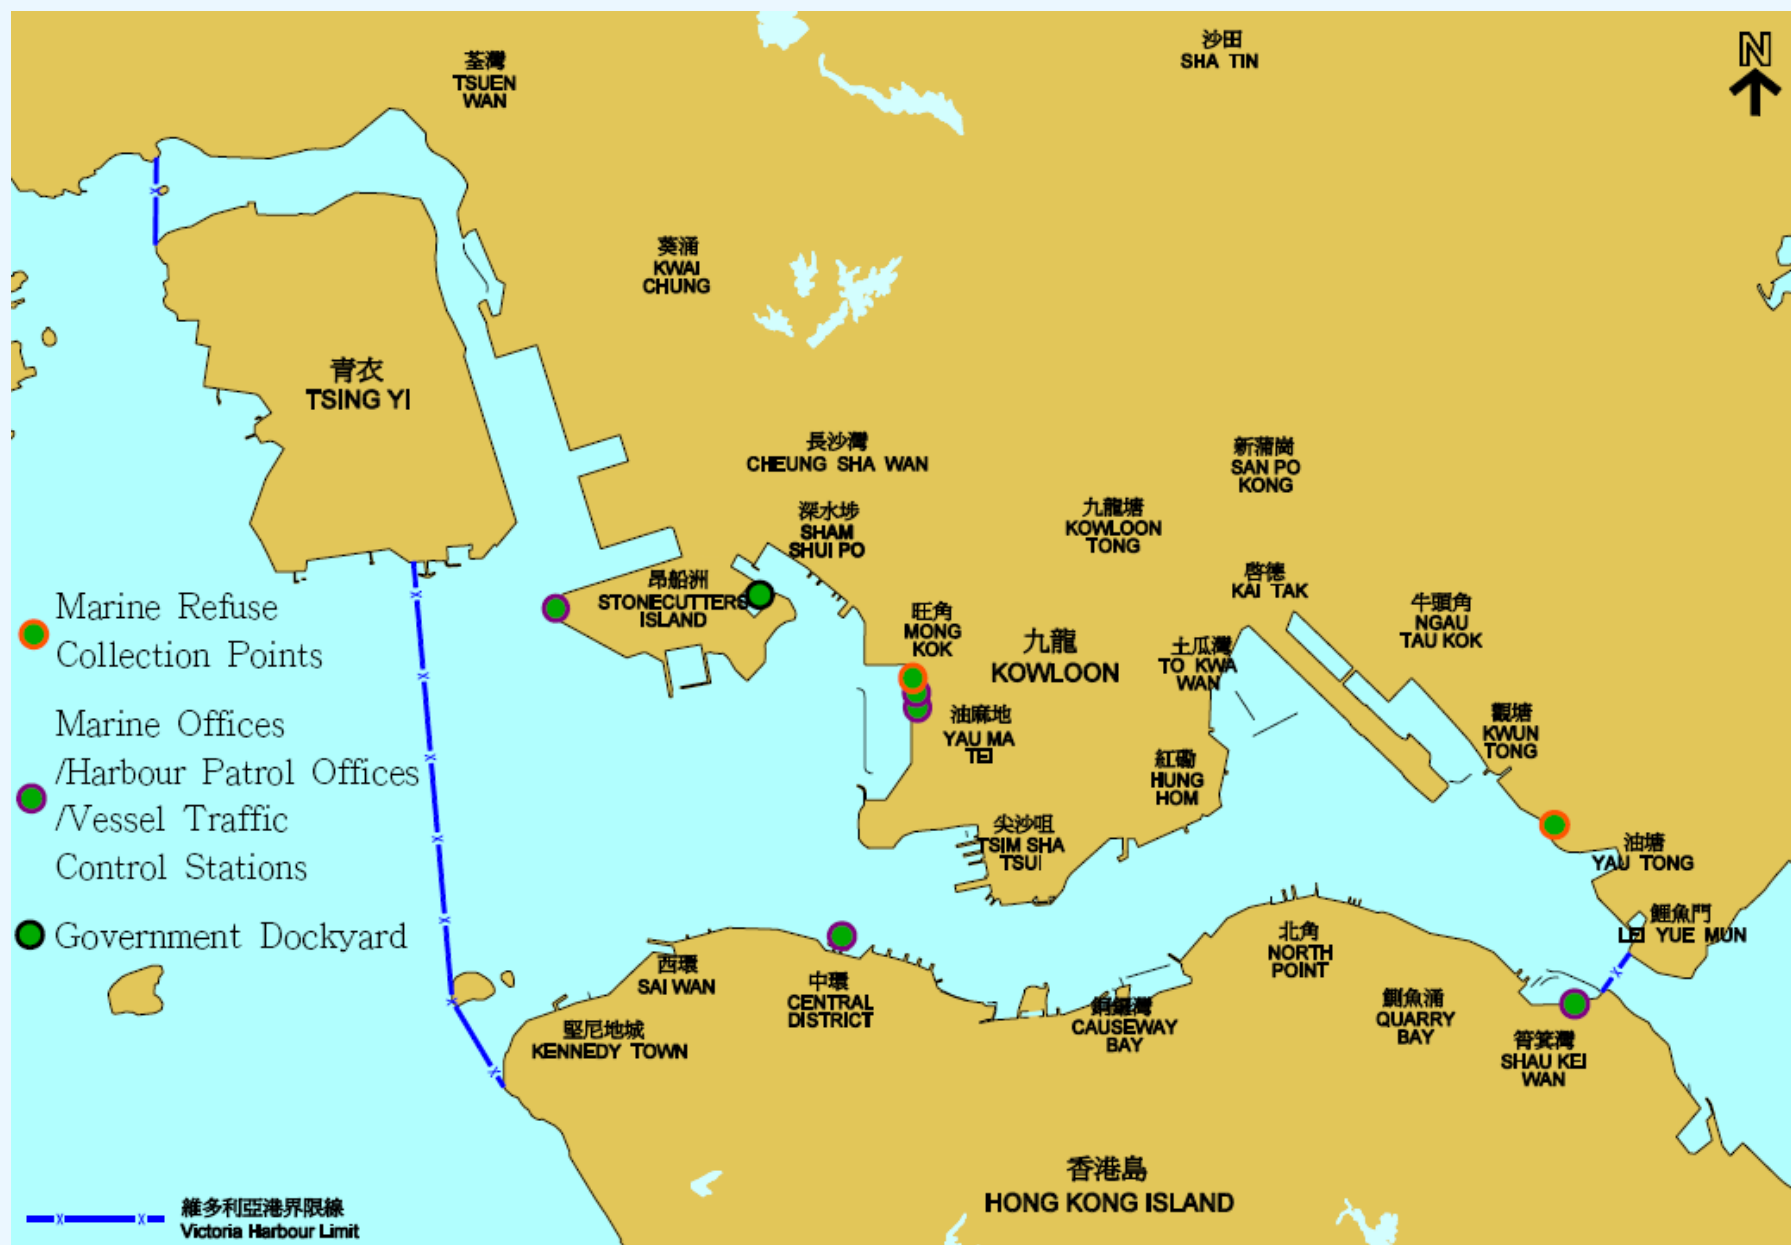 荃灣
TSUEN
WAN
沙田
SHA TIN
N
葵涌
KWAI
CHUNG
青衣
TSING YI
長沙灣
CHEUNG SHA WAN
新蒲崗
SAN PO
KONG
深水埗
SHAM
SHUI PO
九龍塘
KOWLOON
TONG
昂船洲
STONECUTTERS
ISLAND
啓德
KAI TAK
牛頭角
NGAU
TAU KOK
旺角
MONG
KOK
九龍
KOWLOON
土瓜灣
TO KWA
WAN
油麻地
YAU MA
TEI
觀塘
KWUN
TONG
紅磡
HUNG
HOM
尖沙咀
TSIM SHA
TSUI
油塘
YAU TONG
鯉魚門
LEI YUE MUN
西環
SAI WAN
中環
CENTRAL
DISTRICT
北角
NORTH
POINT
堅尼地城
KENNEDY TOWN
銅鑼灣
CAUSEWAY
BAY
鰂魚涌
QUARRY
BAY
筲箕灣
SHAU KEI
WAN
香港島
HONG KONG ISLAND
Marine Refuse
Collection Points
Marine Offices
/Harbour Patrol Offices
/Vessel Traffic
Control Stations
Government Dockyard
維多利亞港界限線
Victoria Harbour Limit